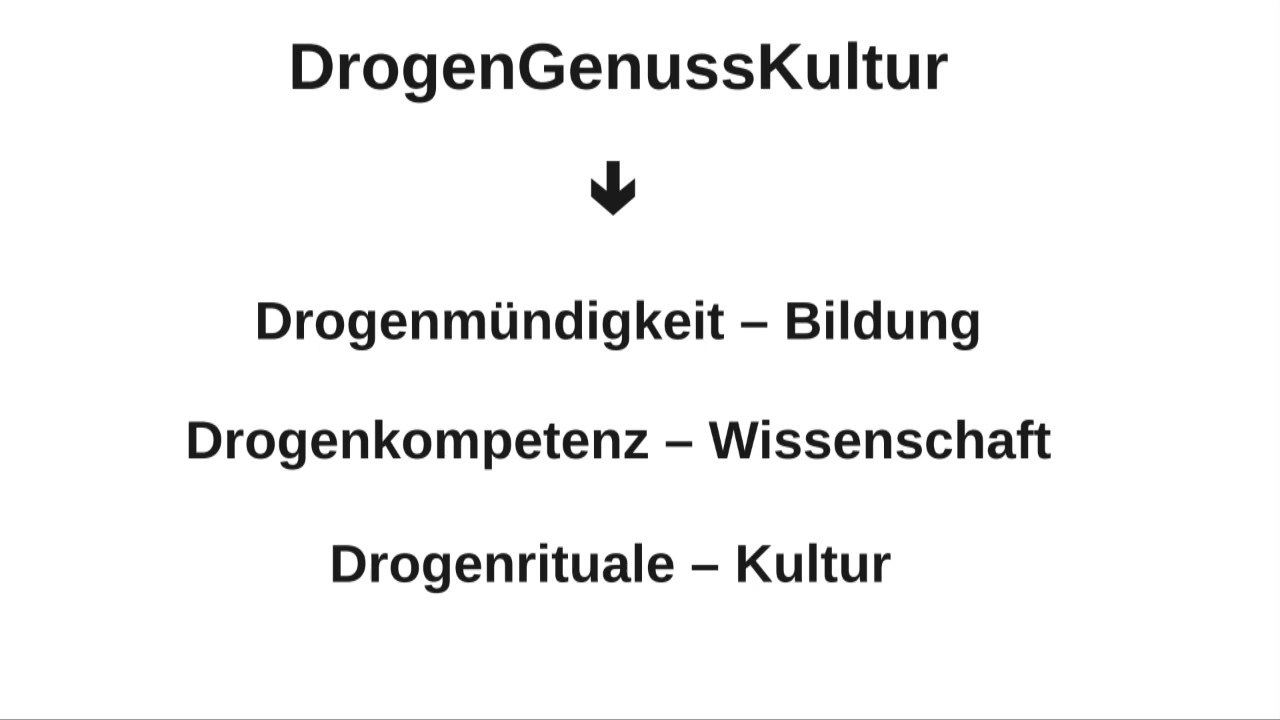 DrogenGenussKultur
🡻
Drogenmündigkeit – Bildung
Drogenkompetenz – Wissenschaft
Drogenrituale – Kultur